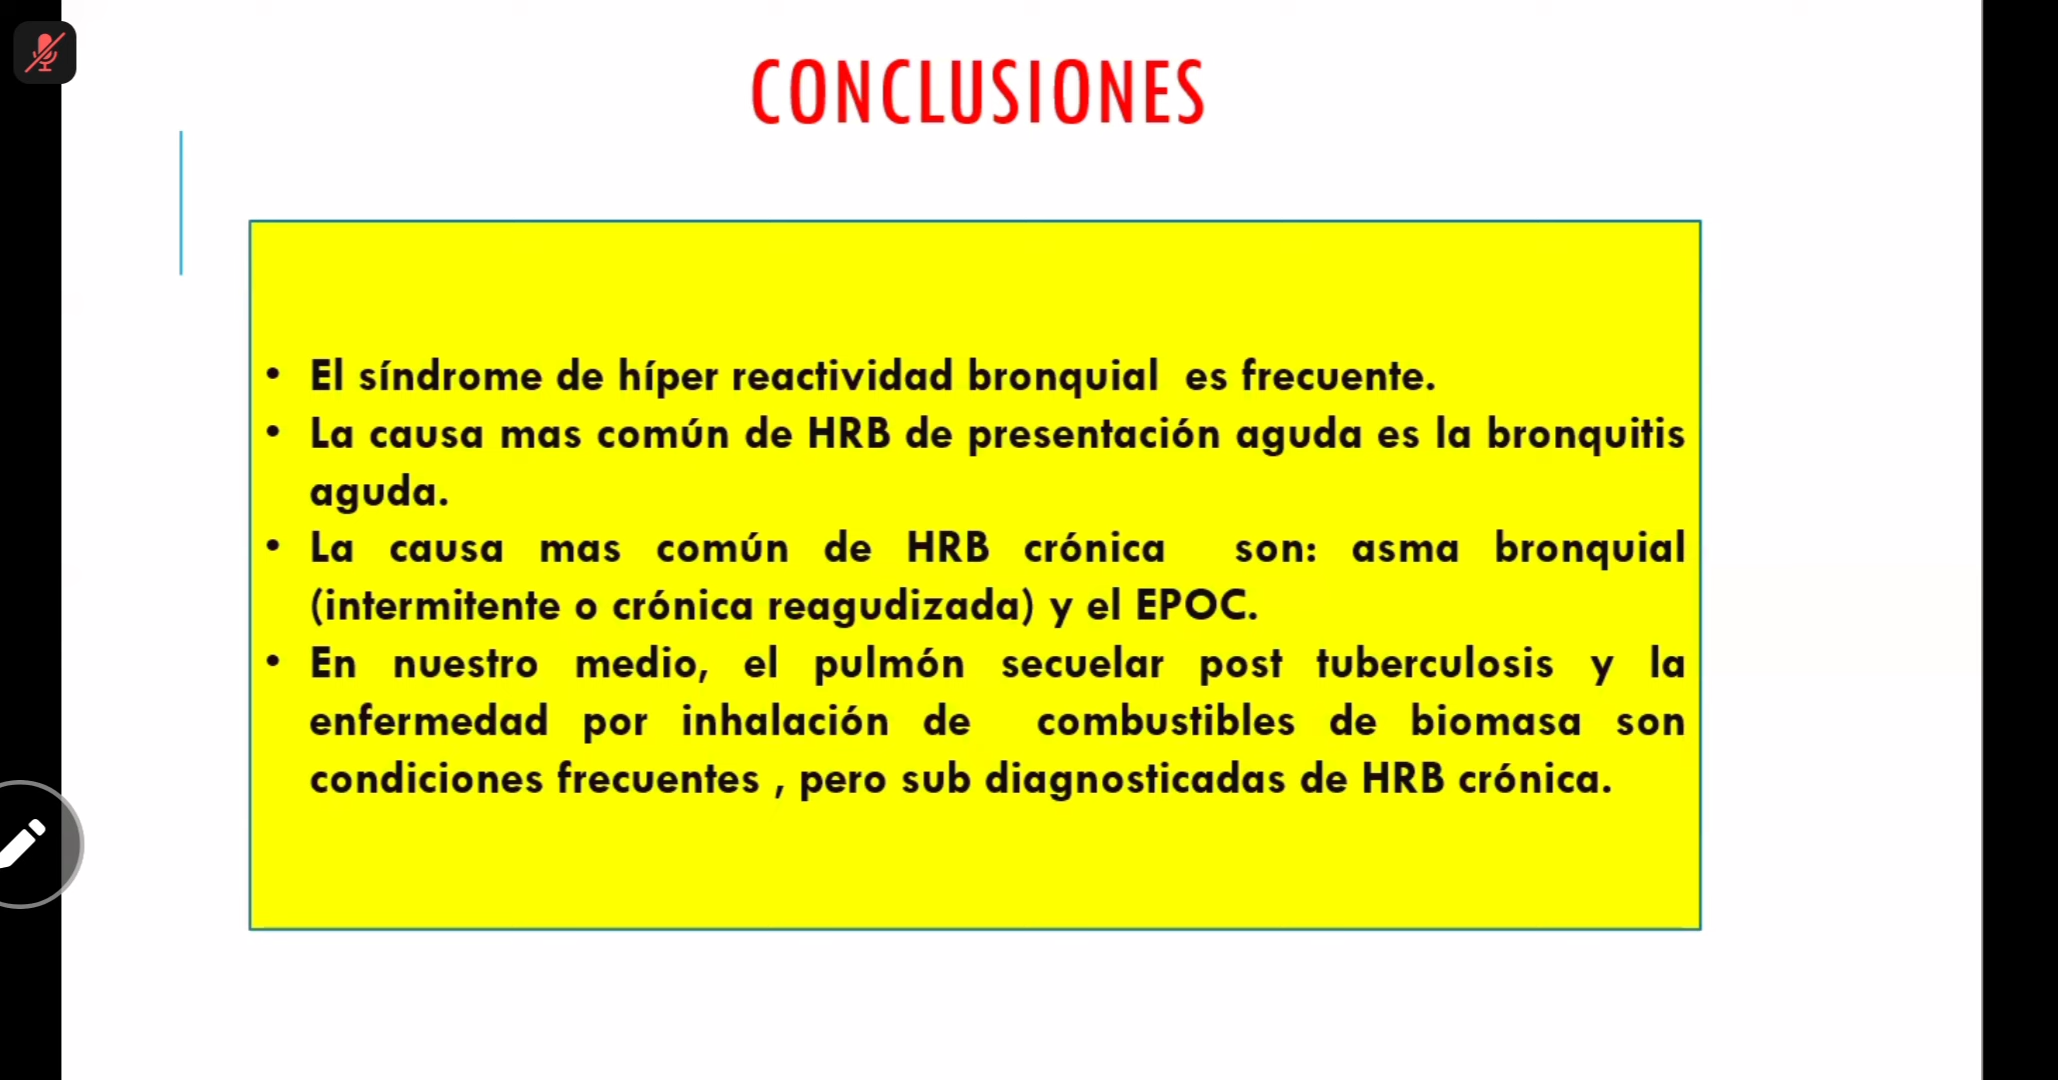 CONCLUSIONES
• El síndrome de híper reactividad bronquial es frecuente.
• La causa mas común de HRB de presentación aguda es la bronquitis
aguda.
• La causa mas común de HRB crónica son: asma bronquial
(intermitente o crónica reagudizada) y el EPOC.
• En nuestro medio, el pulmón secuelar post tuberculosis y la
enfermedad por inhalación de combustibles de biomasa son
condiciones frecuentes , pero sub diagnosticadas de HRB crónica.